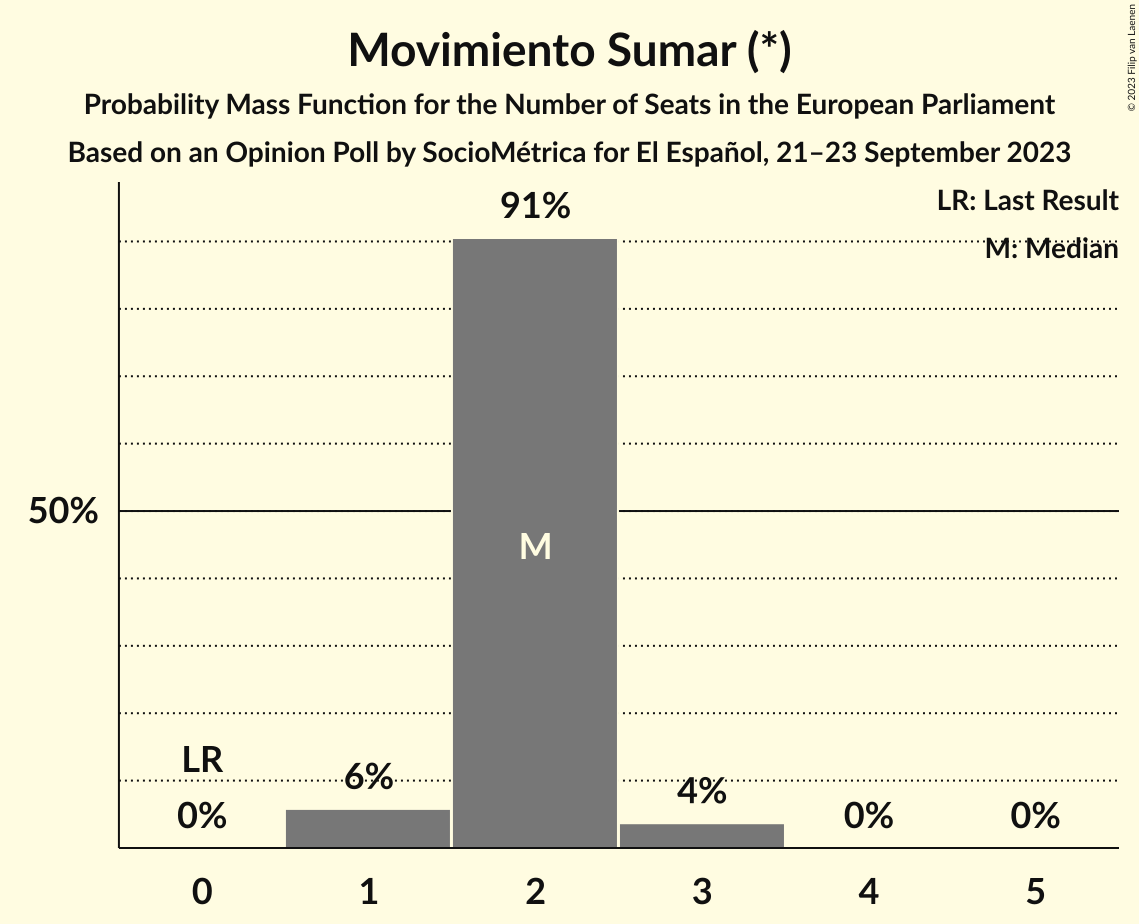 Movimiento Sumar (*)
Probability Mass Function for the Number of Seats in the European Parliament
Based on an Opinion Poll by SocioMétrica for El Español, 21–23 September 2023
© 2023 Filip van Laenen
LR: Last Result
M: Median
91%
50%
M
LR
0%
6%
4%
0%
0%
0
1
2
3
4
5